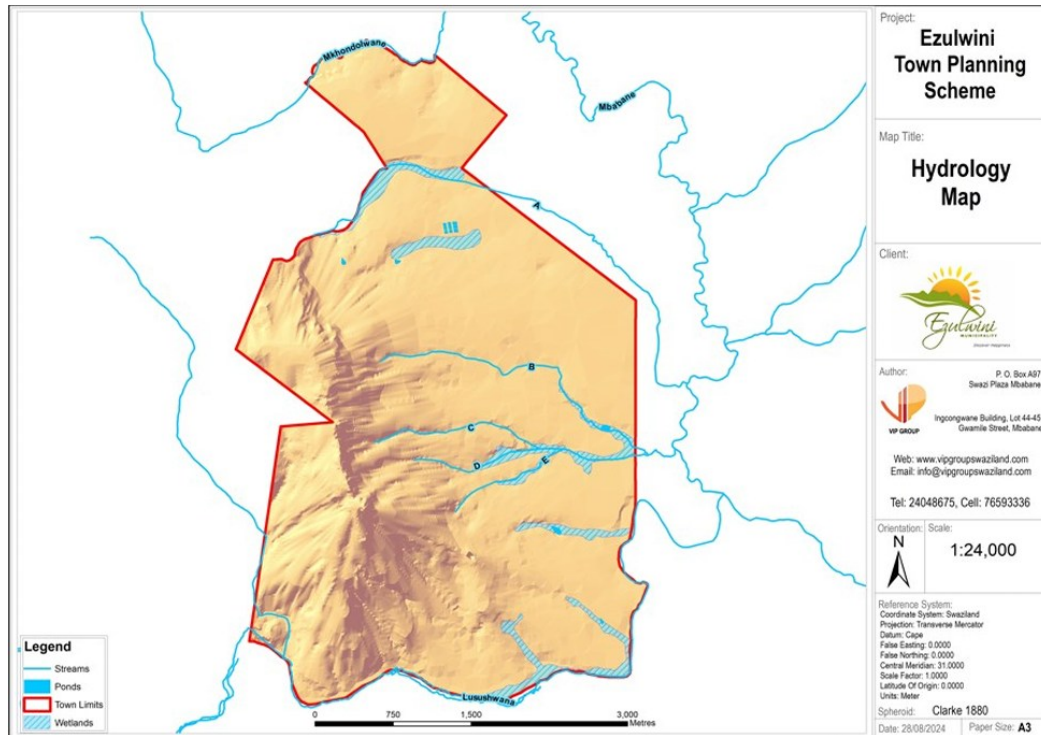 Mkhondolwane
Mbabane
A
B
C
D
E
Lusushwana
Legend
Streams
Ponds
Town Limits
Wetlands
0 750 1,500 3,000
Metres
Project:
Ezulwini
Town Planning
Scheme
Map Title:
Hydrology
Map
Client:
Ezulwini
MUNICIPALITY
Discover Happiness
Author:
P. O. Box A97
Swazi Plaza Mbabane
VIP GROUP
Ingcongwane Building, Lot 44-45
Gwamile Street, Mbabane
Web: www.vipgroupswaziland.com
Email: info@vipgroupswaziland.com
Tel: 24048675, Cell: 76593336
Orientation:
N
Scale:
1:24,000
Reference System:
Coordinate System: Swaziland
Projection: Transverse Mercator
Datum: Cape
False Easting: 0.0000
False Northing: 0.0000
Central Meridian: 31.0000
Scale Factor: 1.0000
Latitude Of Origin: 0.0000
Units: Meter
Spheroid: Clarke 1880
Date: 28/08/2024
Paper Size: A3